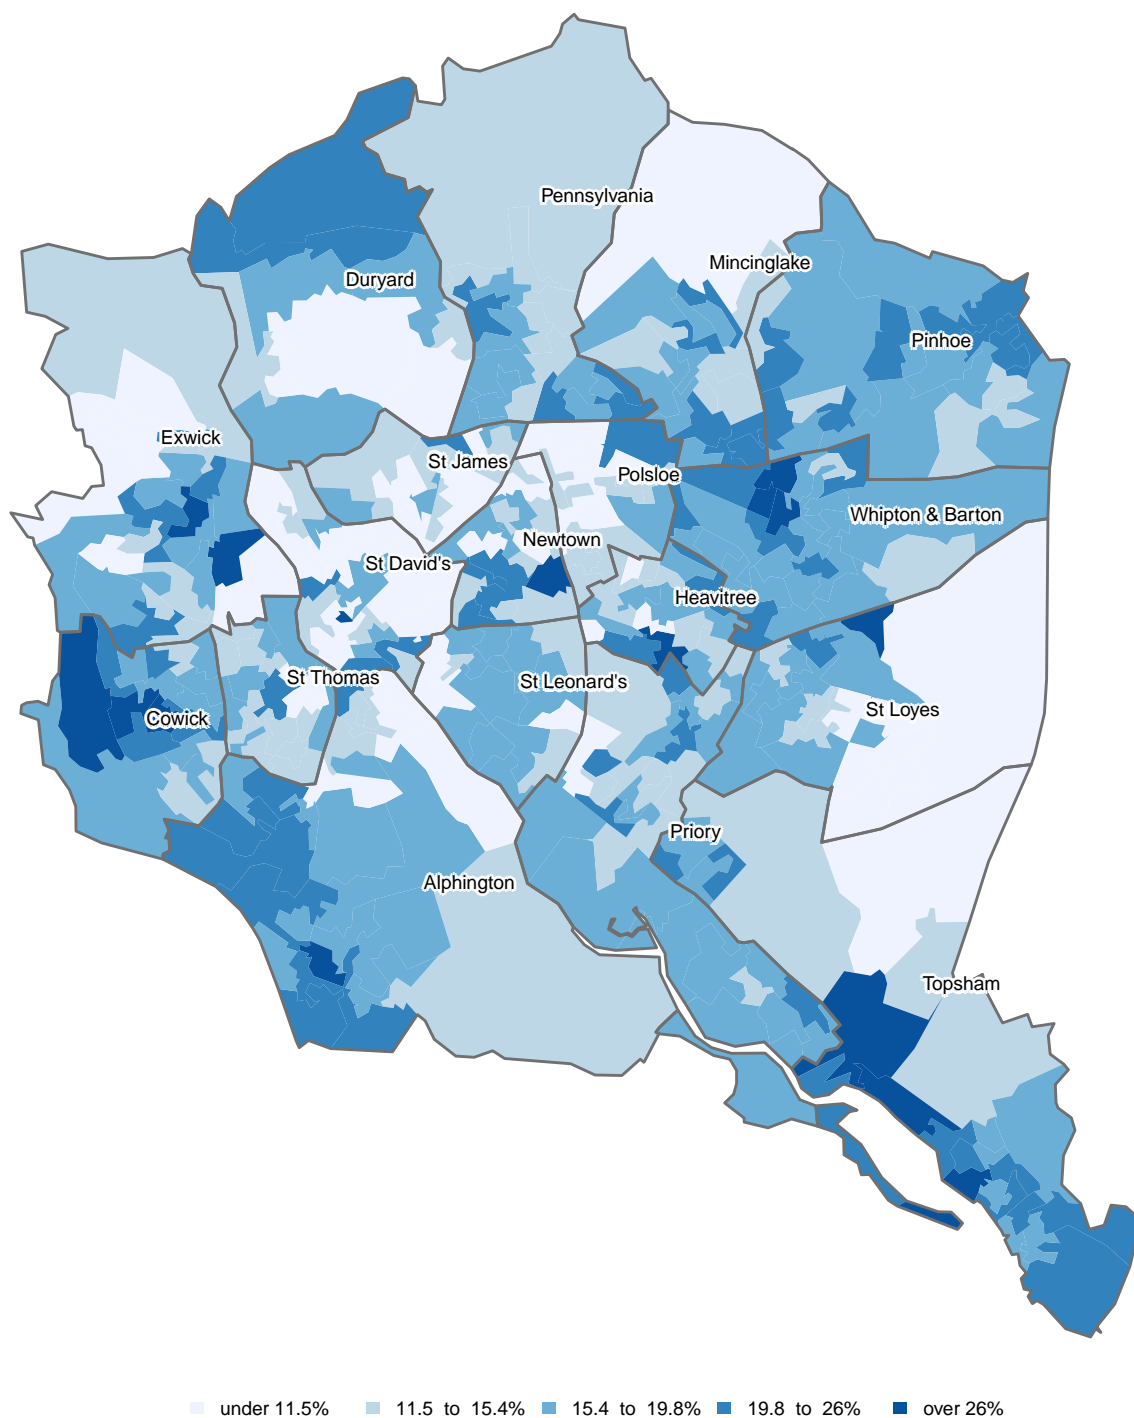 Pennsylvania
Mincinglake
Duryard
Pinhoe
Exwick
St James
Polsloe
Whipton & Barton
Newtown
St David's
Heavitree
St Thomas
St Leonard's
St Loyes
Cowick
Priory
Alphington
Topsham
under 11.5% 11.5 to 15.4% 15.4 to 19.8% 19.8 to 26% over 26%